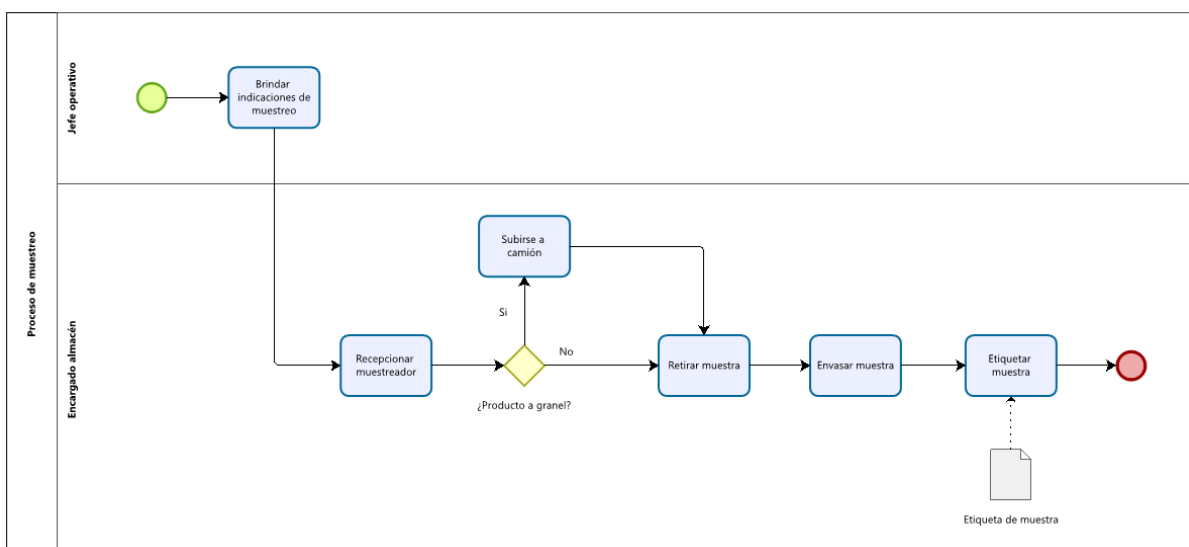 Proceso de muestreo
Jefe operativo
Brindar
indicaciones de
muestreo
Encargado almacén
Subirse a
camión
Si
Recepcionar
muestreador
No
¿Producto a granel?
Retirar muestra
Envasar muestra
Etiquetar
muestra
Etiqueta de muestra